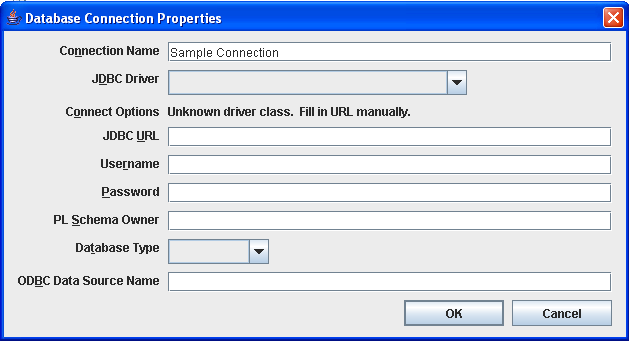 Database Connection Properties
Connection Name Sample Connection
JDBC Driver
Connect Options Unknown driver class. Fill in URL manually.
JDBC URL
Username
Password
PL Schema Owner
Database Type
ODBC Data Source Name
OK Cancel